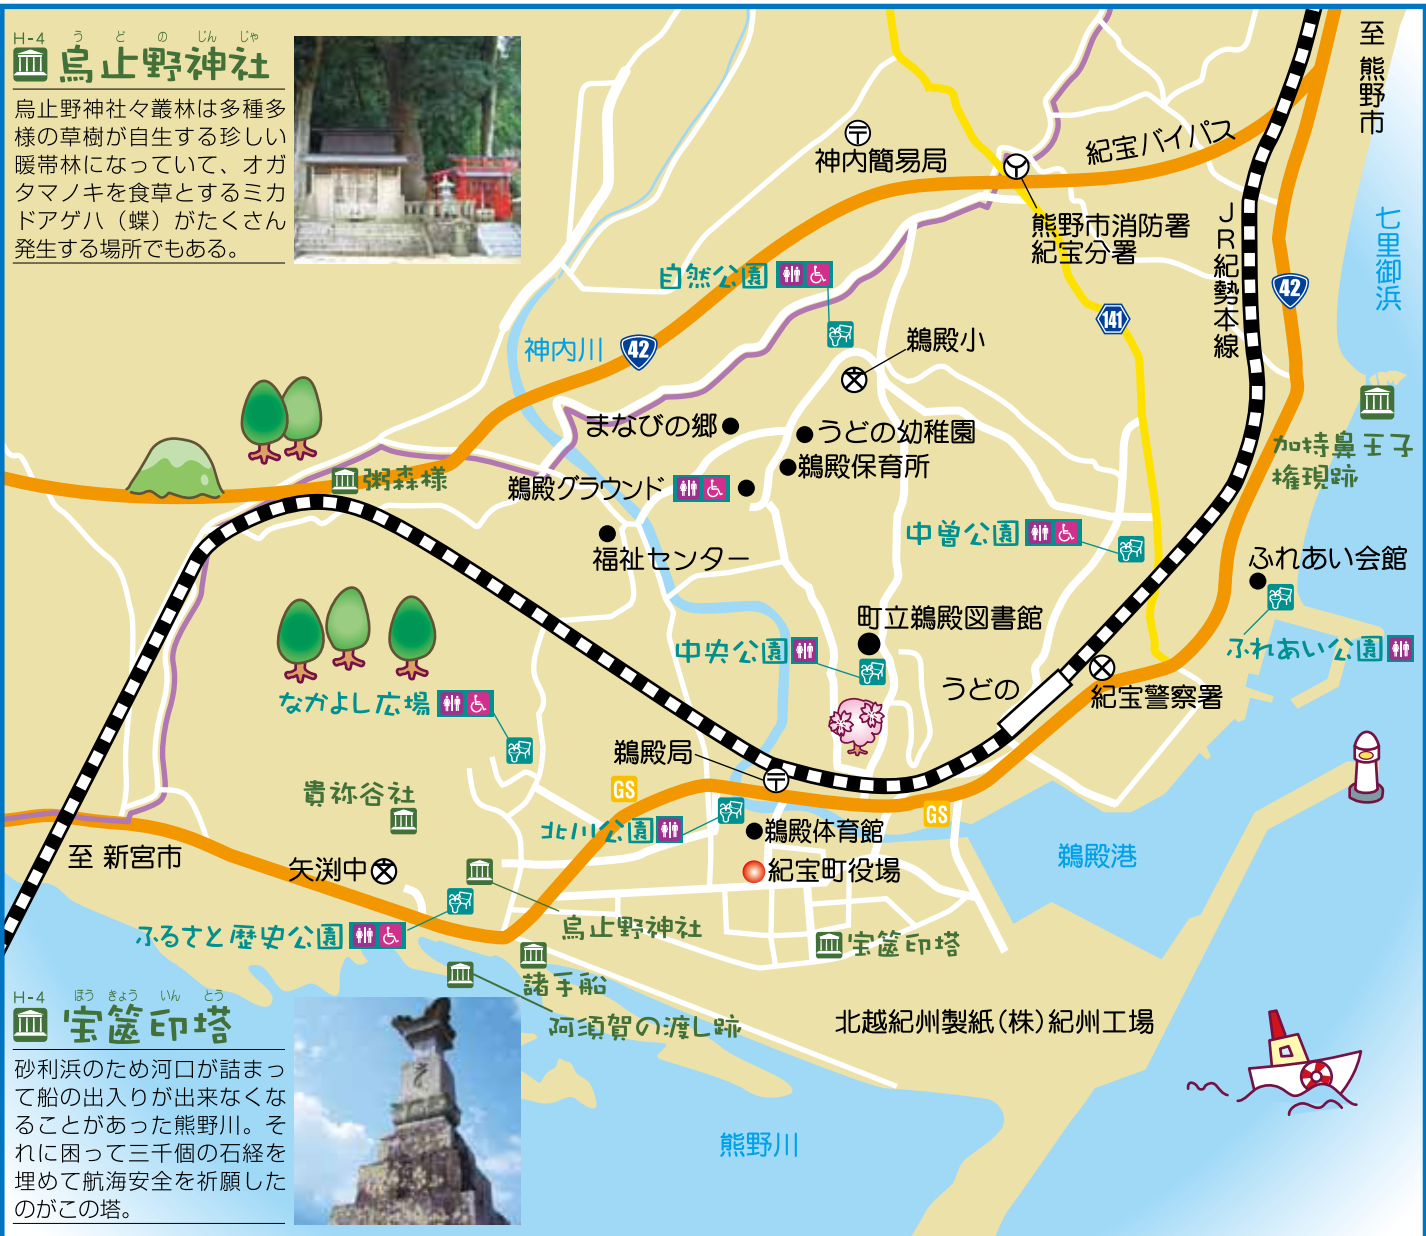 H-4
うどのじんじゃ
烏止野神社
烏止野神社々叢林は多種多
様の草樹が自生する珍しい
暖帯林になっていて、オガ
タマノキを食草とするミカ
ドアゲハ（蝶）がたくさん
発生する場所でもある。
至 熊野市
神内簡易局
紀宝バイパス
熊野市消防署
紀宝分署
JR紀勢本線
七里御浜
自然公園
42
141
神内川
42
鵜殿小
まなびの郷
うどの幼稚園
鵜殿保育所
加持鼻王子
権現跡
粥森様
鵜殿グラウンド
中曽公園
福祉センター
ふれあい会館
町立鵜殿図書館
中央公園
ふれあい公園
うどの
紀宝警察署
なかよし広場
鵜殿局
貴祢谷社
GS
GS
北川公園
鵜殿体育館
至 新宮市
鵜殿港
矢渕中
紀宝町役場
烏止野神社
ふるさと歴史公園
宝篋印塔
諸手船
阿須賀の渡し跡
北越紀州製紙(株)紀州工場
熊野川
H-4
ほうきょういんとう
宝篋印塔
砂利浜のため河口が詰まっ
て船の出入りが出来なくな
ることがあった熊野川。そ
れに困って三千個の石経を
埋めて航海安全を祈願した
のがこの塔。